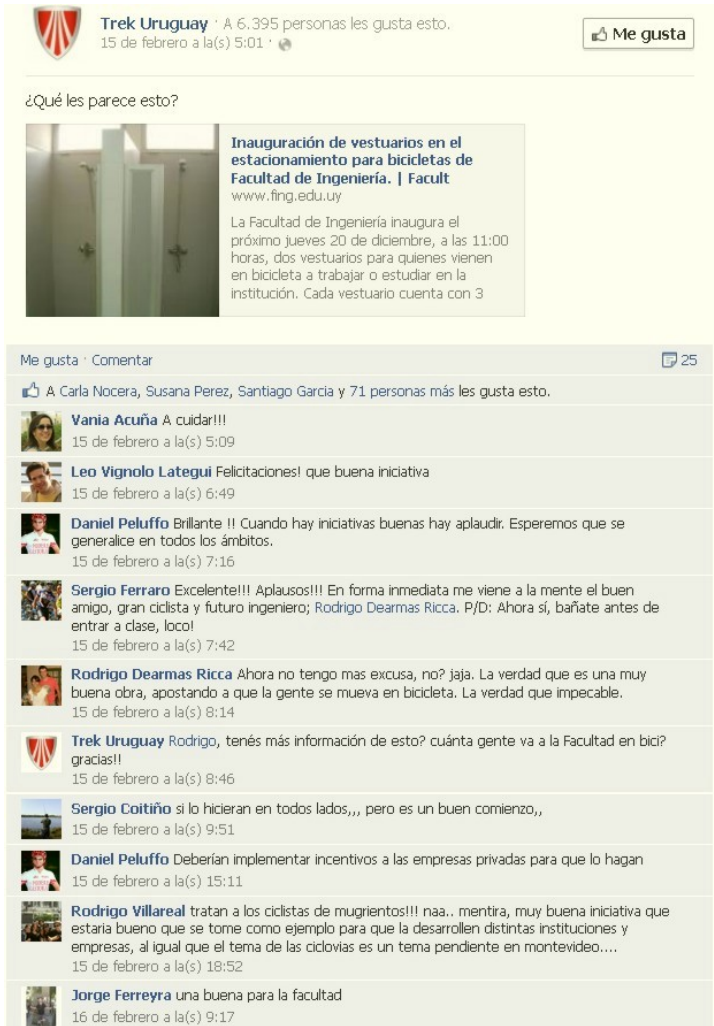 Trek Uruguay · A 6.395 personas les gusta esto.
15 de febrero a la(s) 5:01 ·
Me gusta
¿Qué les parece esto?
Inauguración de vestuarios en el
estacionamiento para bicicletas de
Facultad de Ingeniería. | Facult
www.fing.edu.uy
La Facultad de Ingeniería inaugura el
próximo jueves 20 de diciembre, a las 11:00
horas, dos vestuarios para quienes vienen
en bicicleta a trabajar o estudiar en la
institución. Cada vestuario cuenta con 3
Me gusta · Comentar
25
A Carla Nocera, Susana Perez, Santiago Garcia y 71 personas más les gusta esto.
Vania Acuña A cuidar!!!
15 de febrero a la(s) 5:09
Leo Vignolo Lategui Felicitaciones! que buena iniciativa
15 de febrero a la(s) 6:49
Daniel Peluffo Brillante !! Cuando hay iniciativas buenas hay aplaudir. Esperemos que se
generalice en todos los ámbitos.
15 de febrero a la(s) 7:16
Sergio Ferraro Excelente!!! Aplausos!!! En forma inmediata me viene a la mente el buen
amigo, gran ciclista y futuro ingeniero; Rodrigo Dearmas Ricca. P/D: Ahora sí, bañate antes de
entrar a clase, loco!
15 de febrero a la(s) 7:42
Rodrigo Dearmas Ricca Ahora no tengo mas excusa, no? jaja. La verdad que es una muy
buena obra, apostando a que la gente se mueva en bicicleta. La verdad que impecable.
15 de febrero a la(s) 8:14
Trek Uruguay Rodrigo, tenés más información de esto? cuánta gente va a la Facultad en bici?
gracias!!
15 de febrero a la(s) 8:46
Sergio Coitiño si lo hicieran en todos lados,,, pero es un buen comienzo,,
15 de febrero a la(s) 9:51
Daniel Peluffo Deberían implementar incentivos a las empresas privadas para que lo hagan
15 de febrero a la(s) 15:11
Rodrigo Villareal tratan a los ciclistas de mugrientos!!! naa.. mentira, muy buena iniciativa que
estaria bueno que se tome como ejemplo para que la desarrollen distintas instituciones y
empresas, al igual que el tema de las ciclovias es un tema pendiente en montevideo....
15 de febrero a la(s) 18:52
Jorge Ferreyra una buena para la facultad
16 de febrero a la(s) 9:17